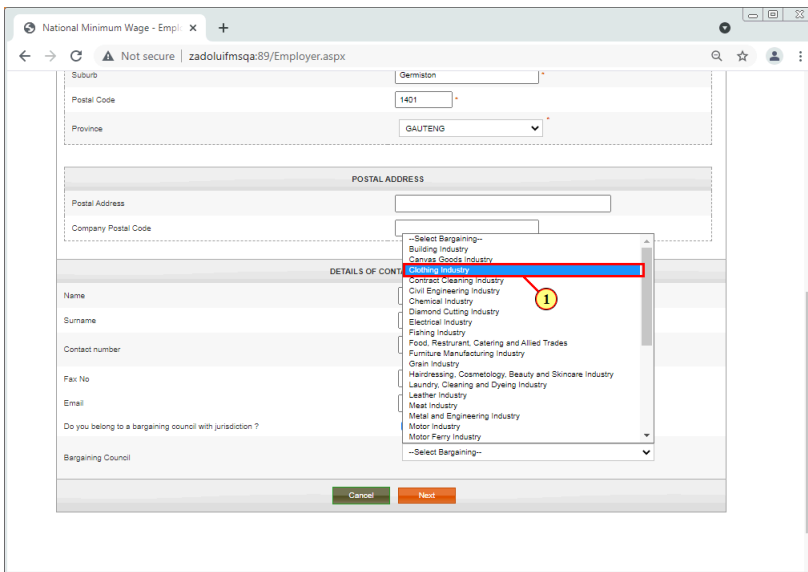 National Minimum Wage - Empl
Not secure | zadoluifmsqa:89/Employer.aspx
Suburb Germiston *
Postal Code 1401 *
Province GAUTENG *
POSTAL ADDRESS
Postal Address
Company Postal Code
--Select Bargaining--
Building Industry
Canvas Goods Industry
DETAILS OF CONTA
Clothing Industry
Contract Cleaning Industry
Name
Civil Engineering Industry
1
Chemical Industry
Diamond Cutting Industry
Surname
Electrical Industry
Fishing Industry
Food, Restrurant, Catering and Allied Trades
Contact number
Furniture Manufacturing Industry
Grain Industry
Hairdressing, Cosmetology, Beauty and Skincare Industry
Fax No
Laundry, Cleaning and Dyeing Industry
Leather Industry
Email
Meat Industry
Metal and Engineering Industry
Do you belong to a bargaining council with jurisdiction ?
Motor Industry
Motor Ferry Industry
Bargaining Council --Select Bargaining--
Cancel Next